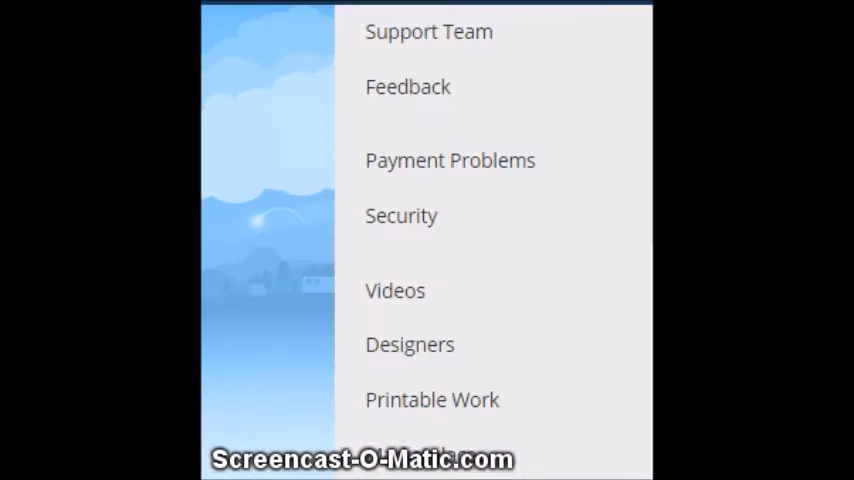 Support Team
Feedback
Payment Problems
Security
Videos
Designers
Printable Work
Screencast-O-Matic.com